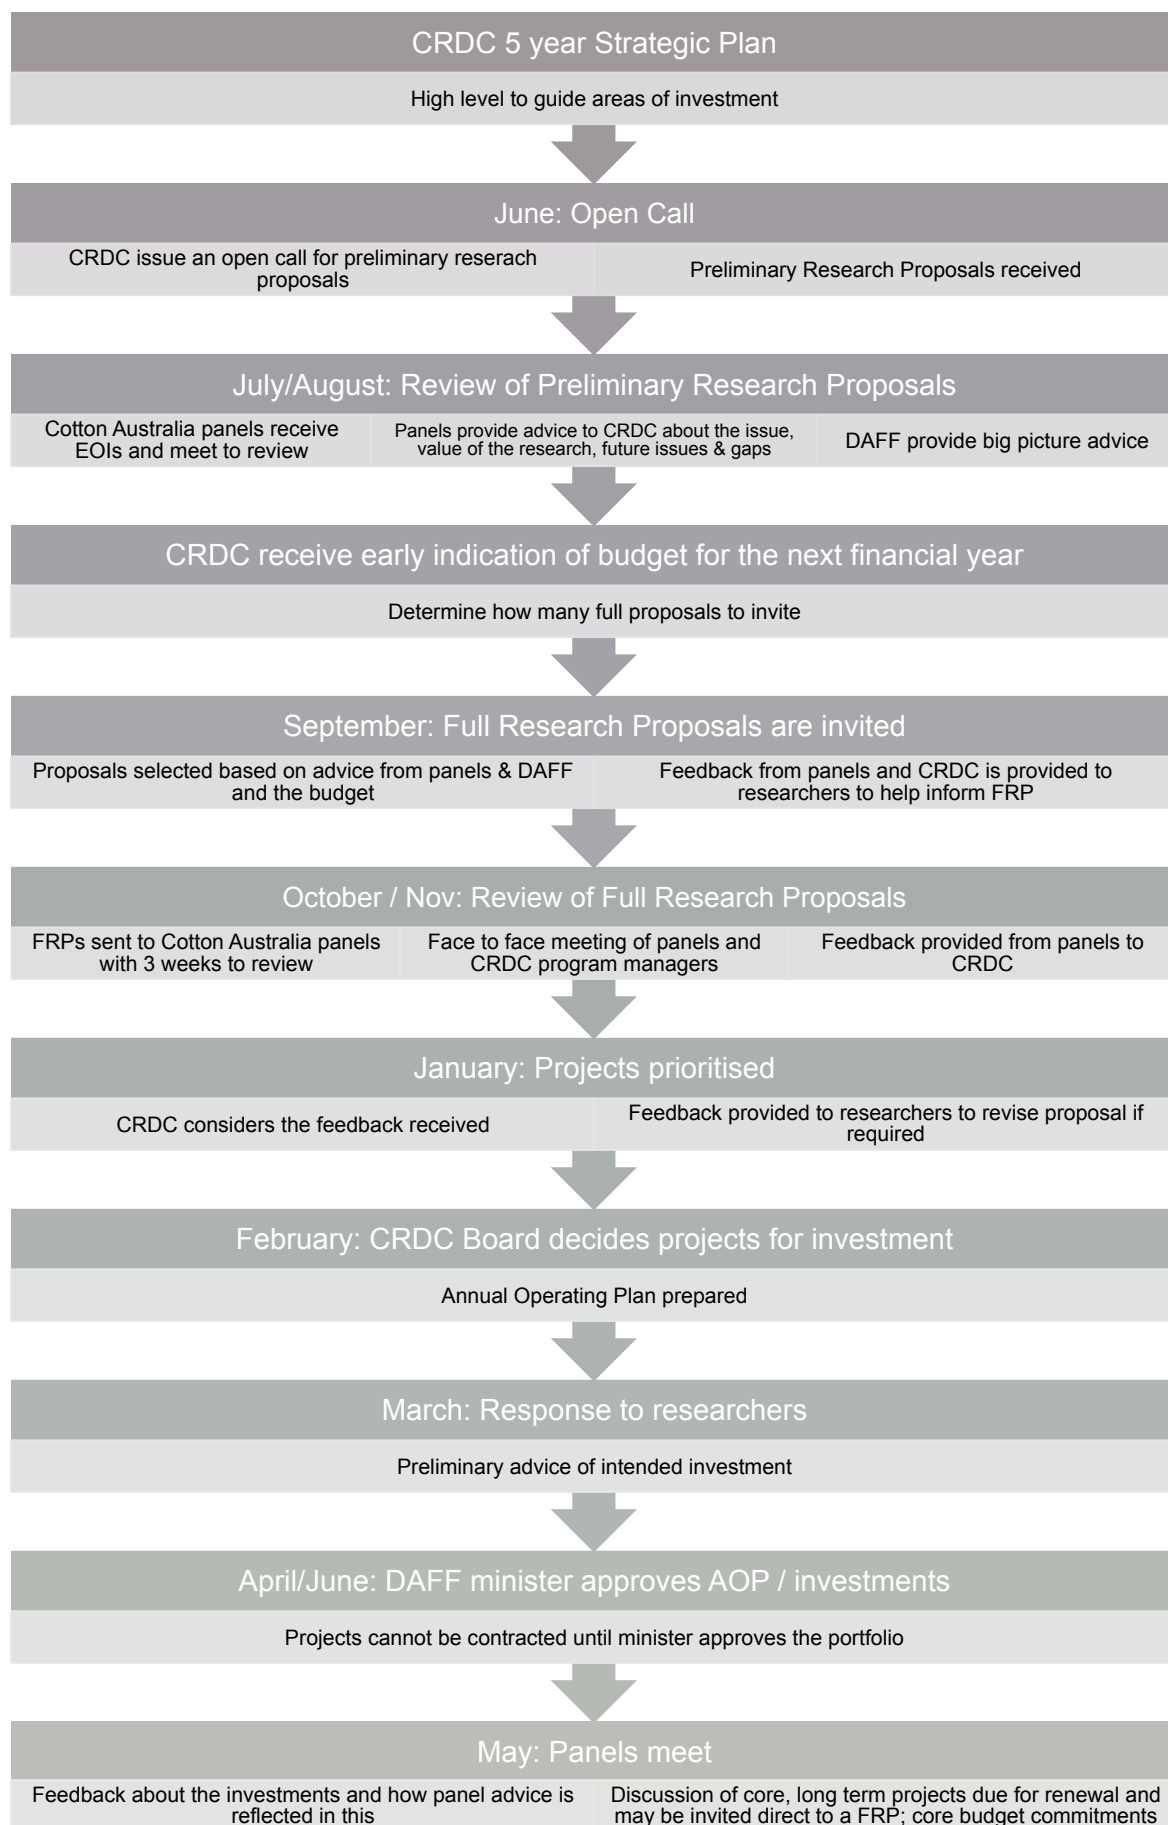 CRDC 5 year Strategic Plan
High level to guide areas of investment
June: Open Call
CRDC issue an open call for preliminary reserach
proposals
Preliminary Research Proposals received
July/August: Review of Preliminary Research Proposals
Cotton Australia panels receive
EOIs and meet to review
Panels provide advice to CRDC about the issue,
value of the research, future issues & gaps
DAFF provide big picture advice
CRDC receive early indication of budget for the next financial year
Determine how many full proposals to invite
September: Full Research Proposals are invited
Proposals selected based on advice from panels & DAFF
and the budget
Feedback from panels and CRDC is provided to
researchers to help inform FRP
October / Nov: Review of Full Research Proposals
FRPs sent to Cotton Australia panels
with 3 weeks to review
Face to face meeting of panels and
CRDC program managers
Feedback provided from panels to
CRDC
January: Projects prioritised
CRDC considers the feedback received
Feedback provided to researchers to revise proposal if
required
February: CRDC Board decides projects for investment
Annual Operating Plan prepared
March: Response to researchers
Preliminary advice of intended investment
April/June: DAFF minister approves AOP / investments
Projects cannot be contracted until minister approves the portfolio
May: Panels meet
Feedback about the investments and how panel advice is
reflected in this
Discussion of core, long term projects due for renewal and
may be invited direct to a FRP; core budget commitments